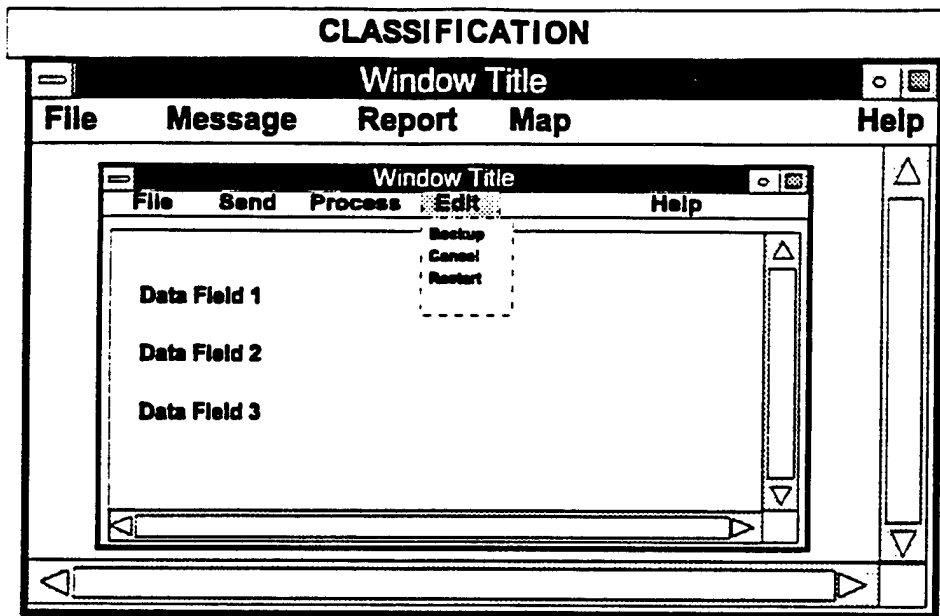 CLASSIFICATION
Window Title
File Message Report Map Help
Window Title
File Send Process Edit Help
Backup
Cancel
Restart
Data Field 1
Data Field 2
Data Field 3